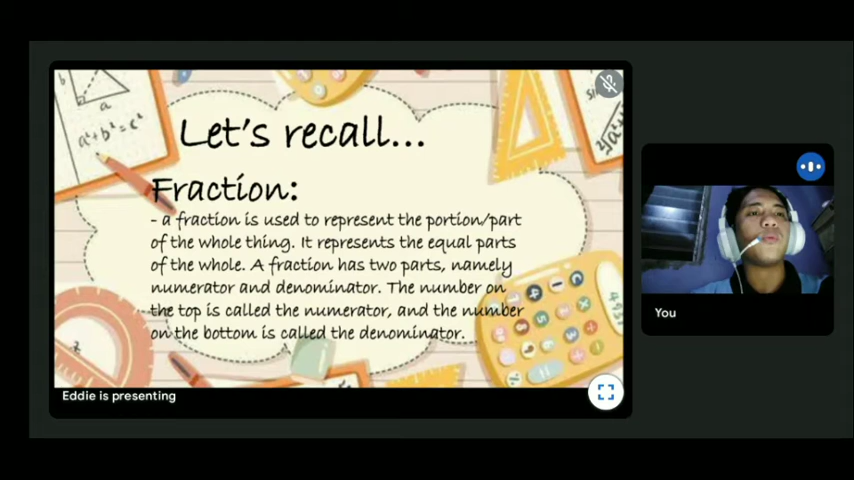 Let's recall...
Fraction:
- a fraction is used to represent the portion/part
of the whole thing. It represents the equal parts
of the whole. A fraction has two parts, namely
numerator and denominator. The number on
the top is called the numerator, and the number
on the bottom is called the denominator.
b
a
a²+b²=c²
You
Eddie is presenting